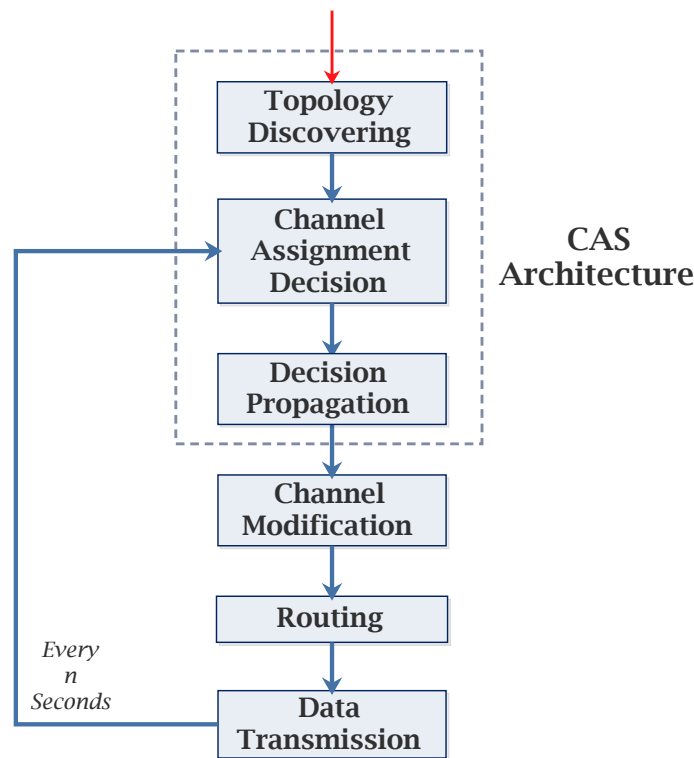 Topology
Discovering
Channel
Assignment
Decision
CAS
Architecture
Decision
Propagation
Channel
Modification
Routing
Every
n
Seconds
Data
Transmission